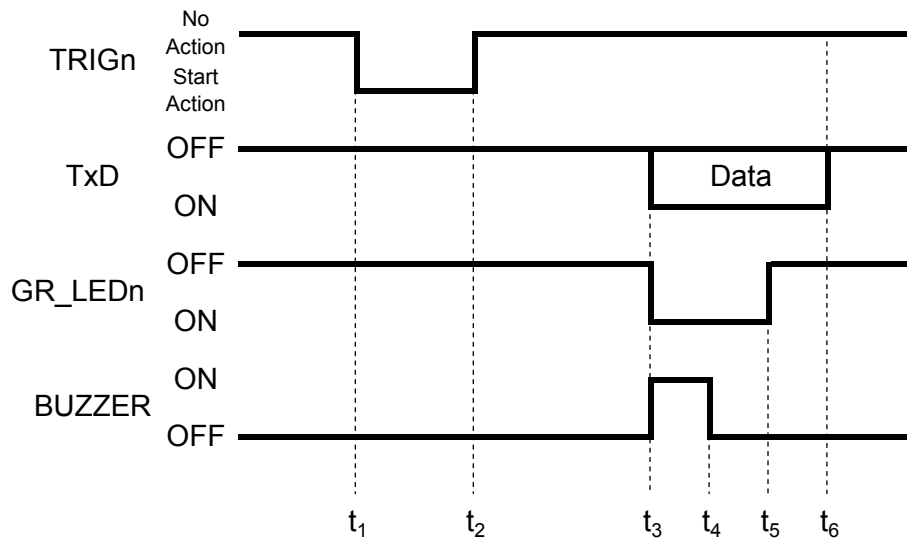 No
Action
TRIGn
Start
Action
OFF
TxD
Data
ON
OFF
GR_LEDn
ON
ON
BUZZER
OFF
t1 t2 t3 t4 t5 t6